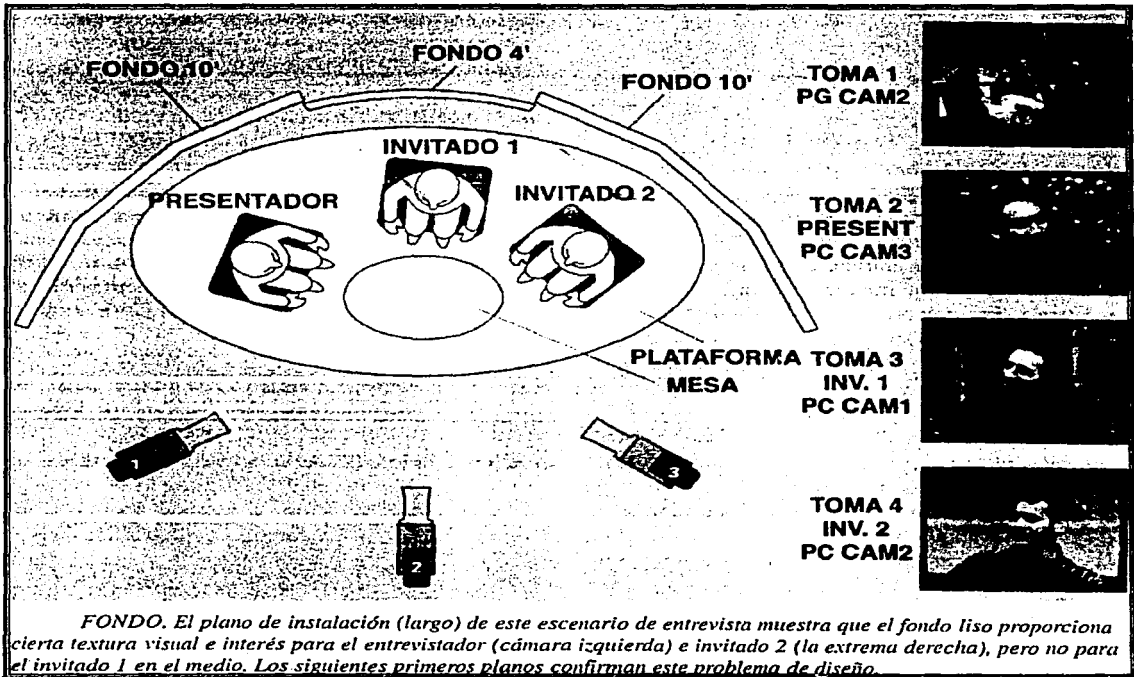 FONDO 10'
FONDO 4'
FONDO 10'
INVITADO 1
PRESENTADOR
INVITADO 2
PLATAFORMA
MESA
1
2
3
TOMA 1
PG CAM2
TOMA 2
PRESENT
PC CAM3
TOMA 3
INV. 1
PC CAM1
TOMA 4
INV. 2
PC CAM2
FONDO. El plano de instalación (largo) de este escenario de entrevista muestra que el fondo liso proporciona
cierta textura visual e interés para el entrevistador (cámara izquierda) e invitado 2 (la extrema derecha), pero no para
el invitado 1 en el medio. Los siguientes primeros planos confirman este problema de diseño.